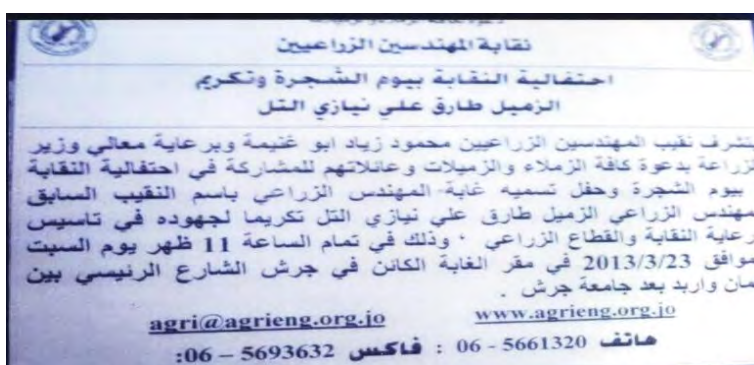 نقابة المهندسين الزراعيين
احتفالية النقابة بيوم الشجرة وتكريم
الزميل طارق علي نيازي التل
يتشرف نقيب المهندسين الزراعيين محمود زياد ابو غنيمة وبرعاية معالي وزير
الزراعة بدعوة كافة الزملاء والزميلات وعائلاتهم للمشاركة في احتفالية النقابة
بيوم الشجرة وحفل تسميه غابة المهندس الزراعي باسم النقيب السابق
المهندس الزراعي الزميل طارق علي نيازي التل تكريما لجهوده في تاسيس
ورعاية النقابة والقطاع الزراعي ٠ وذلك في تمام الساعة 11 ظهر يوم السبت
الموافق 2013/3/23 في مقر الغابة الكائن في جرش الشارع الرئيسي بين
عمان واربد بعد جامعة جرش .
www.agrieng.org.jo agri@agrieng.org.jo
هاتف 5661320 - 06 : فاكس 5693632 – 06: